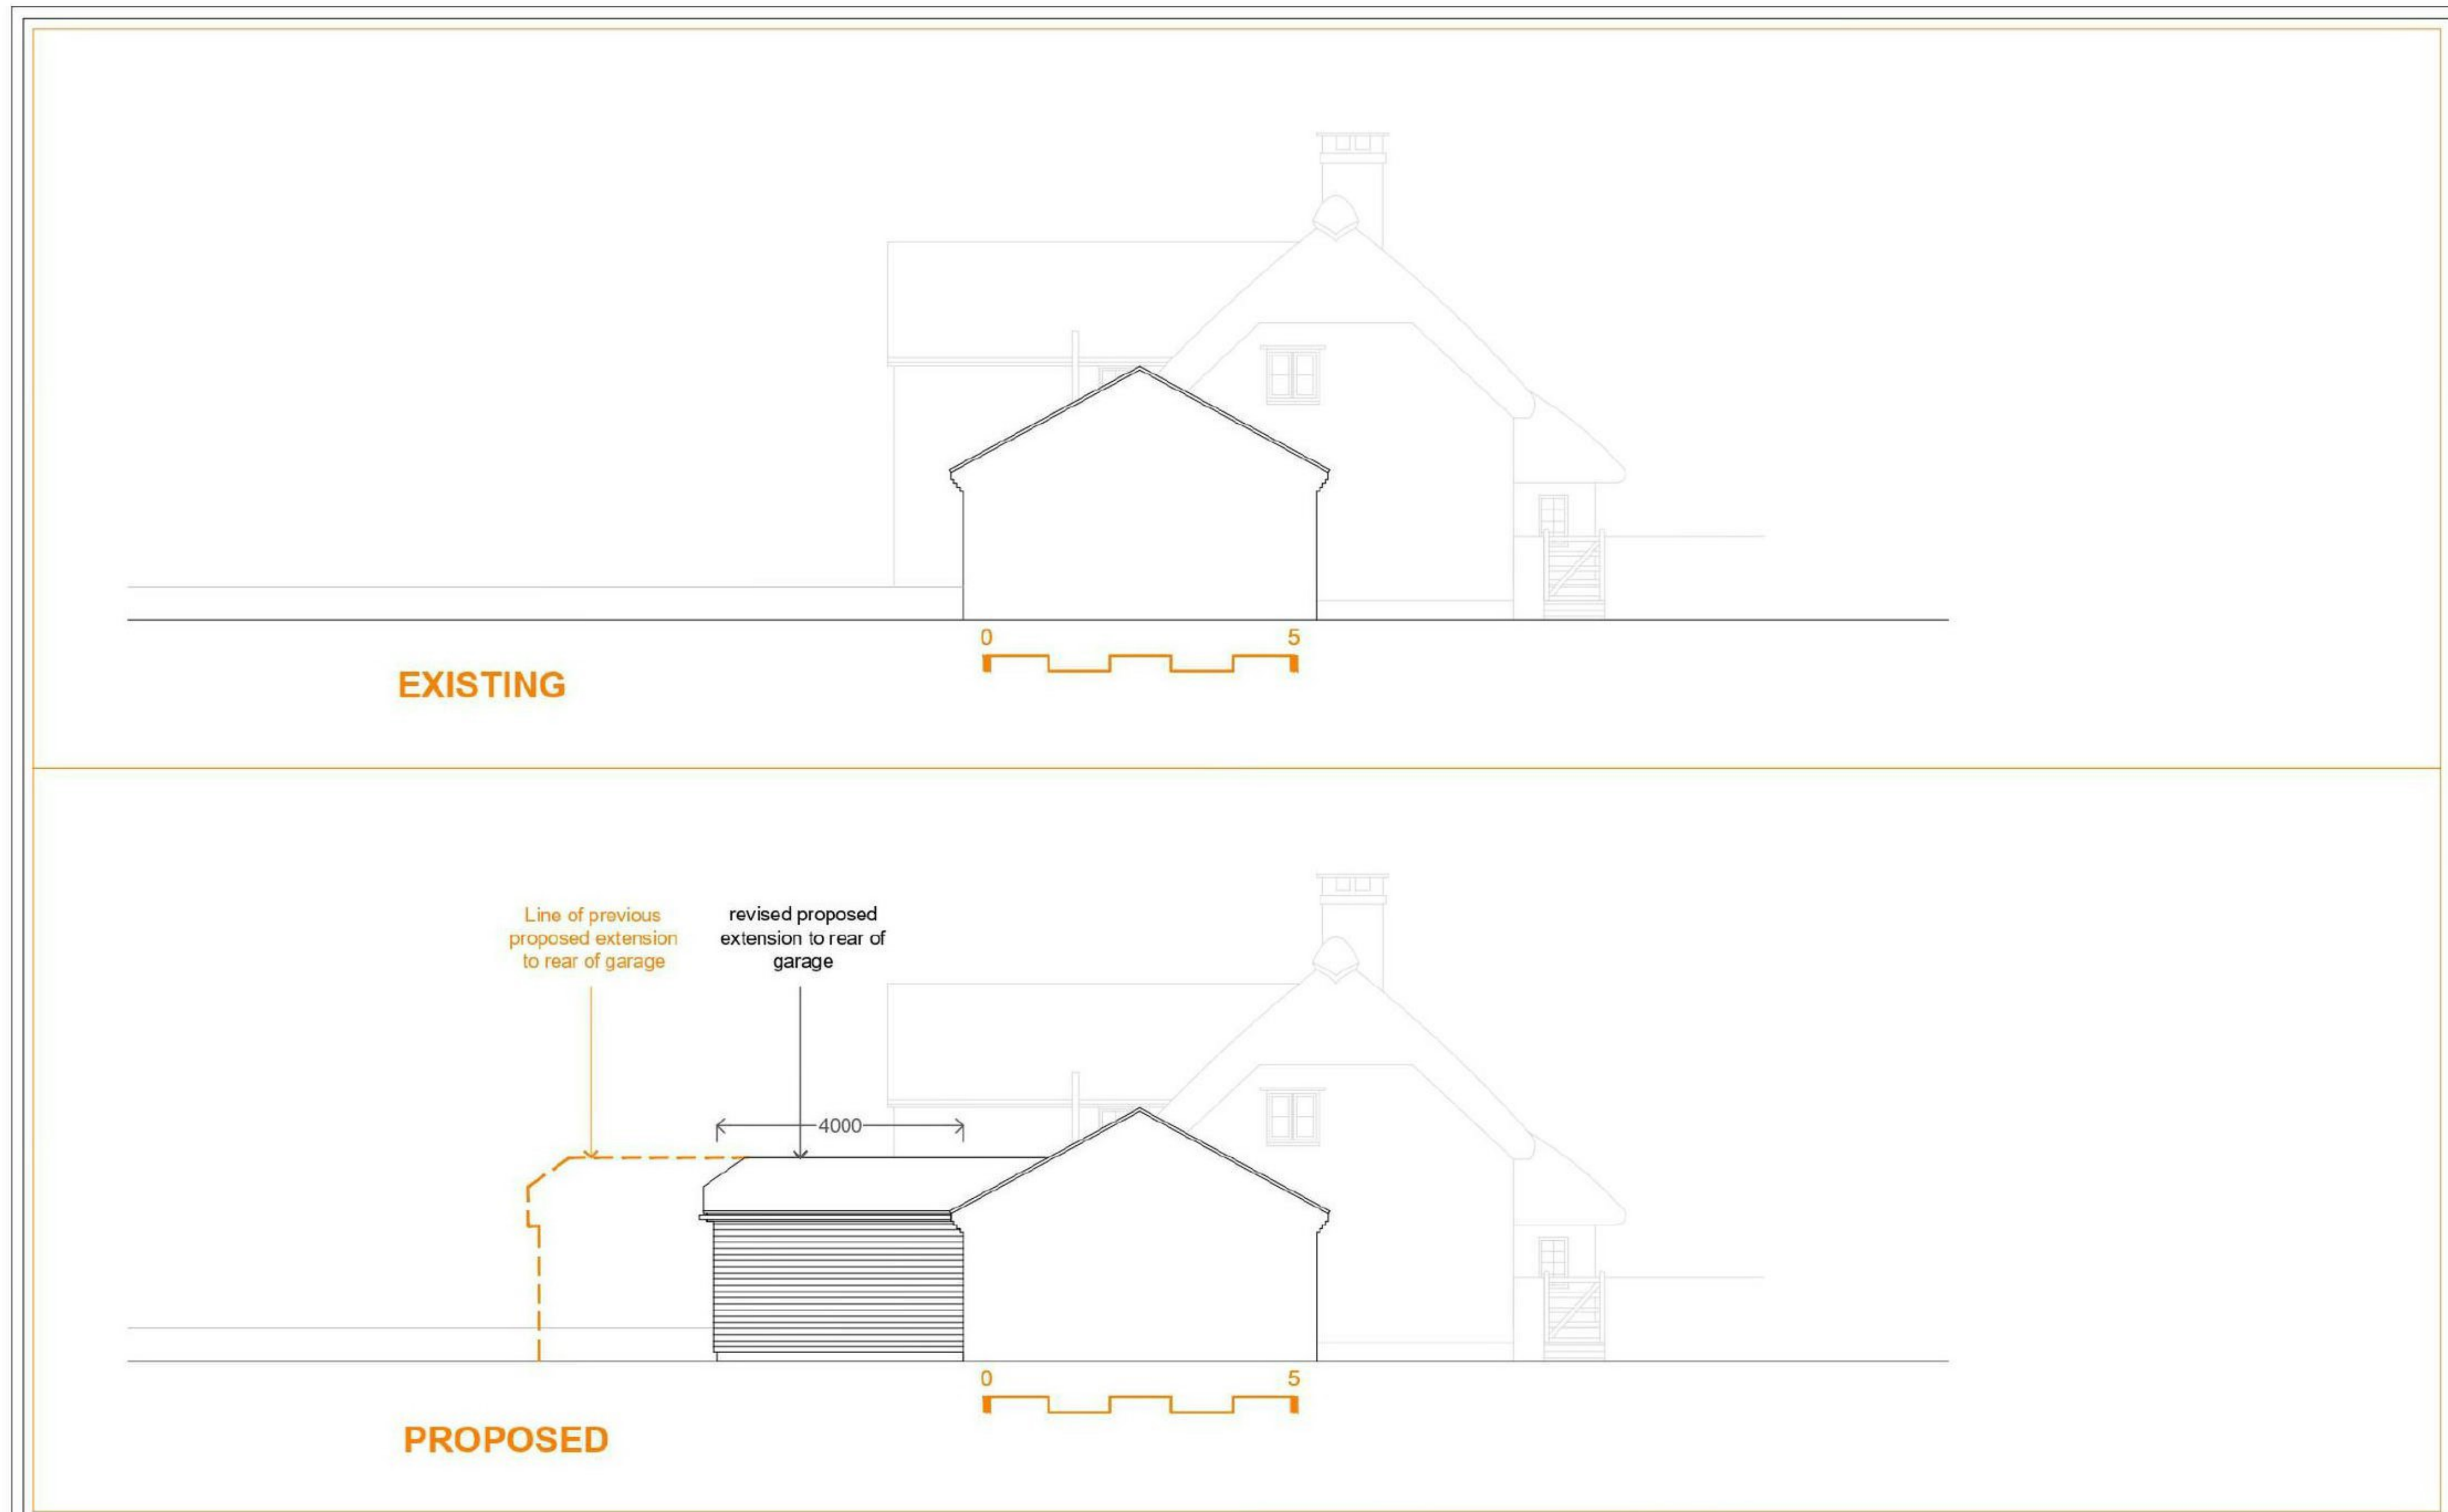 0 5
EXISTING
Line of previous
proposed extension
to rear of garage
revised proposed
extension to rear of
garage
4000
0 5
PROPOSED